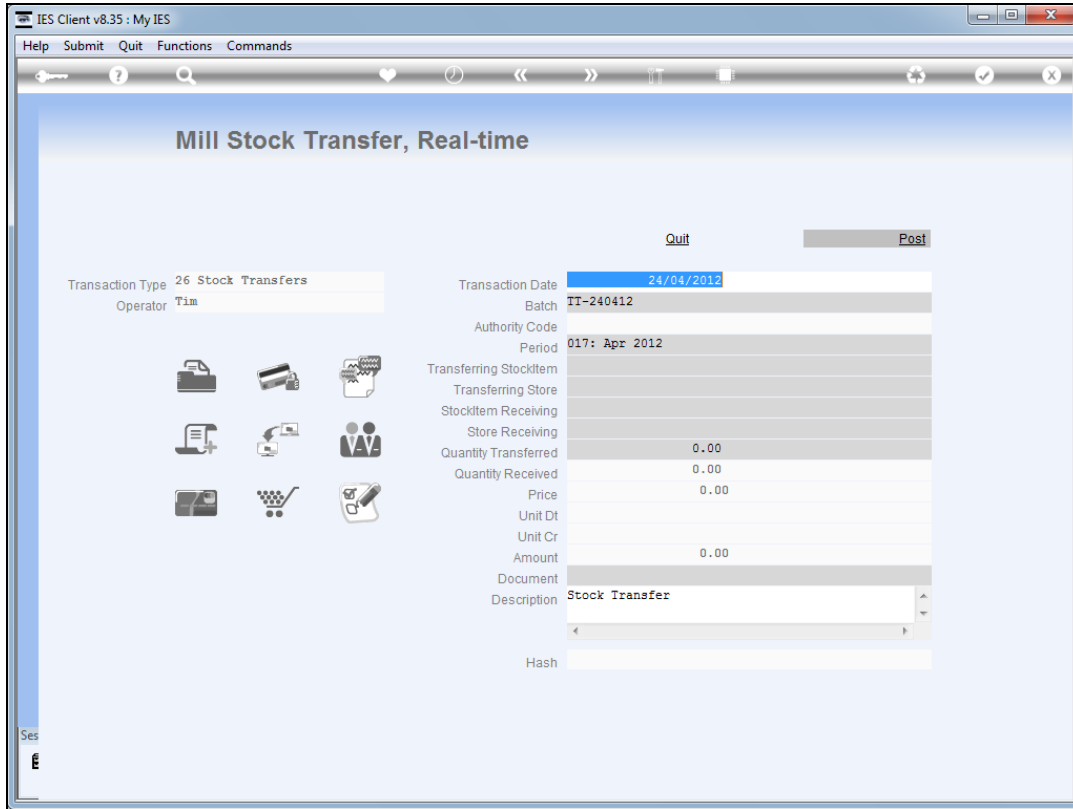 IES Client v8.35 : My IES
Help Submit Quit Functions Commands
Mill Stock Transfer, Real-time
Quit Post
Transaction Type 26 Stock Transfers
Operator Tim
Transaction Date 24/04/2012
Batch TT-240412
Authority Code
Period 017: Apr 2012
Transferring StockItem
Transferring Store
StockItem Receiving
Store Receiving
Quantity Transferred 0.00
Quantity Received 0.00
Price 0.00
Unit Dt
Unit Cr
Amount 0.00
Document
Description Stock Transfer
Hash
Ses